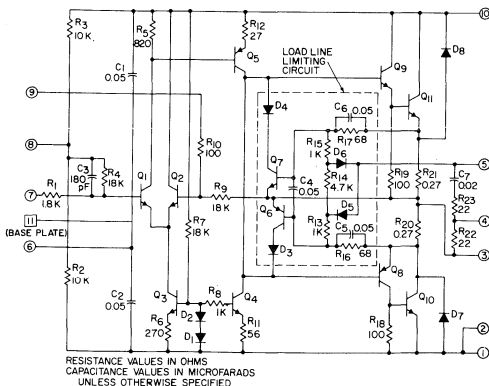 R3
10K
R5
820
C1
0.05
R12
27
Q5
LOAD LINE
LIMITING
CIRCUIT
10
D8
Q9
Q11
D4
C6
0.05
R17
68
9
R10
100
R15
1K
D6
8
C3
180
pF
R4
18K
Q1
Q2
Q7
C4
0.05
R14
4.7K
5
R19
100
R21
0.27
C7
0.02
7
R1
1.8K
R9
18K
Q6
D5
R23
22
11
(BASE PLATE)
R7
18K
R13
1K
C5
0.05
R20
0.27
4
R22
22
6
D3
R16
68
3
Q8
R2
10K
C2
0.05
Q3
R8
1K
Q4
Q10
R6
270
D2
D1
R11
56
R18
100
D7
2
1
RESISTANCE VALUES IN OHMS
CAPACITANCE VALUES IN MICROFARADS
UNLESS OTHERWISE SPECIFIED